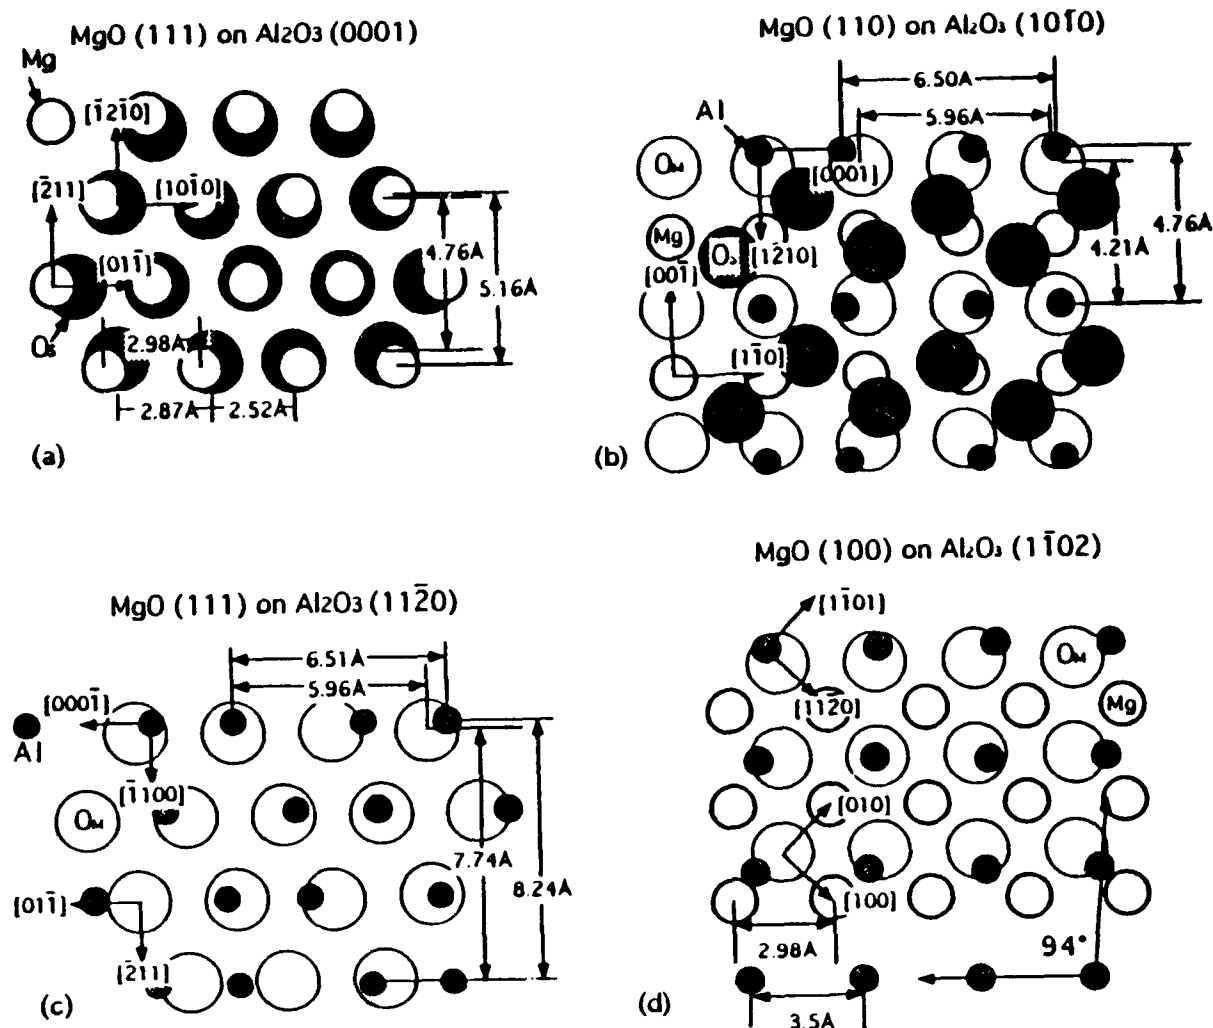 MgO (111) on Al₂O₃ (0001)
Mg
[1̄21̄0]
[2̄11]
[101̄0]
[011̄]
4.76A
5.16A
Os
2.98A
2.87A
2.52A
(a)
MgO (110) on Al₂O₃ (101̄0)
6.50A
5.96A
Al
OM
[0001]
Mg
Os
[12̄10]
[001̄]
4.21A
4.76A
[11̄0]
(b)
MgO (111) on Al₂O₃ (112̄0)
6.51A
5.96A
[0001̄]
Al
[1̄100]
OM
7.74A
8.24A
[011̄]
[2̄11]
(c)
MgO (100) on Al₂O₃ (11̄02)
[11̄01]
OM
[112̄0]
Mg
[010]
[100]
2.98A
94°
3.5A
(d)